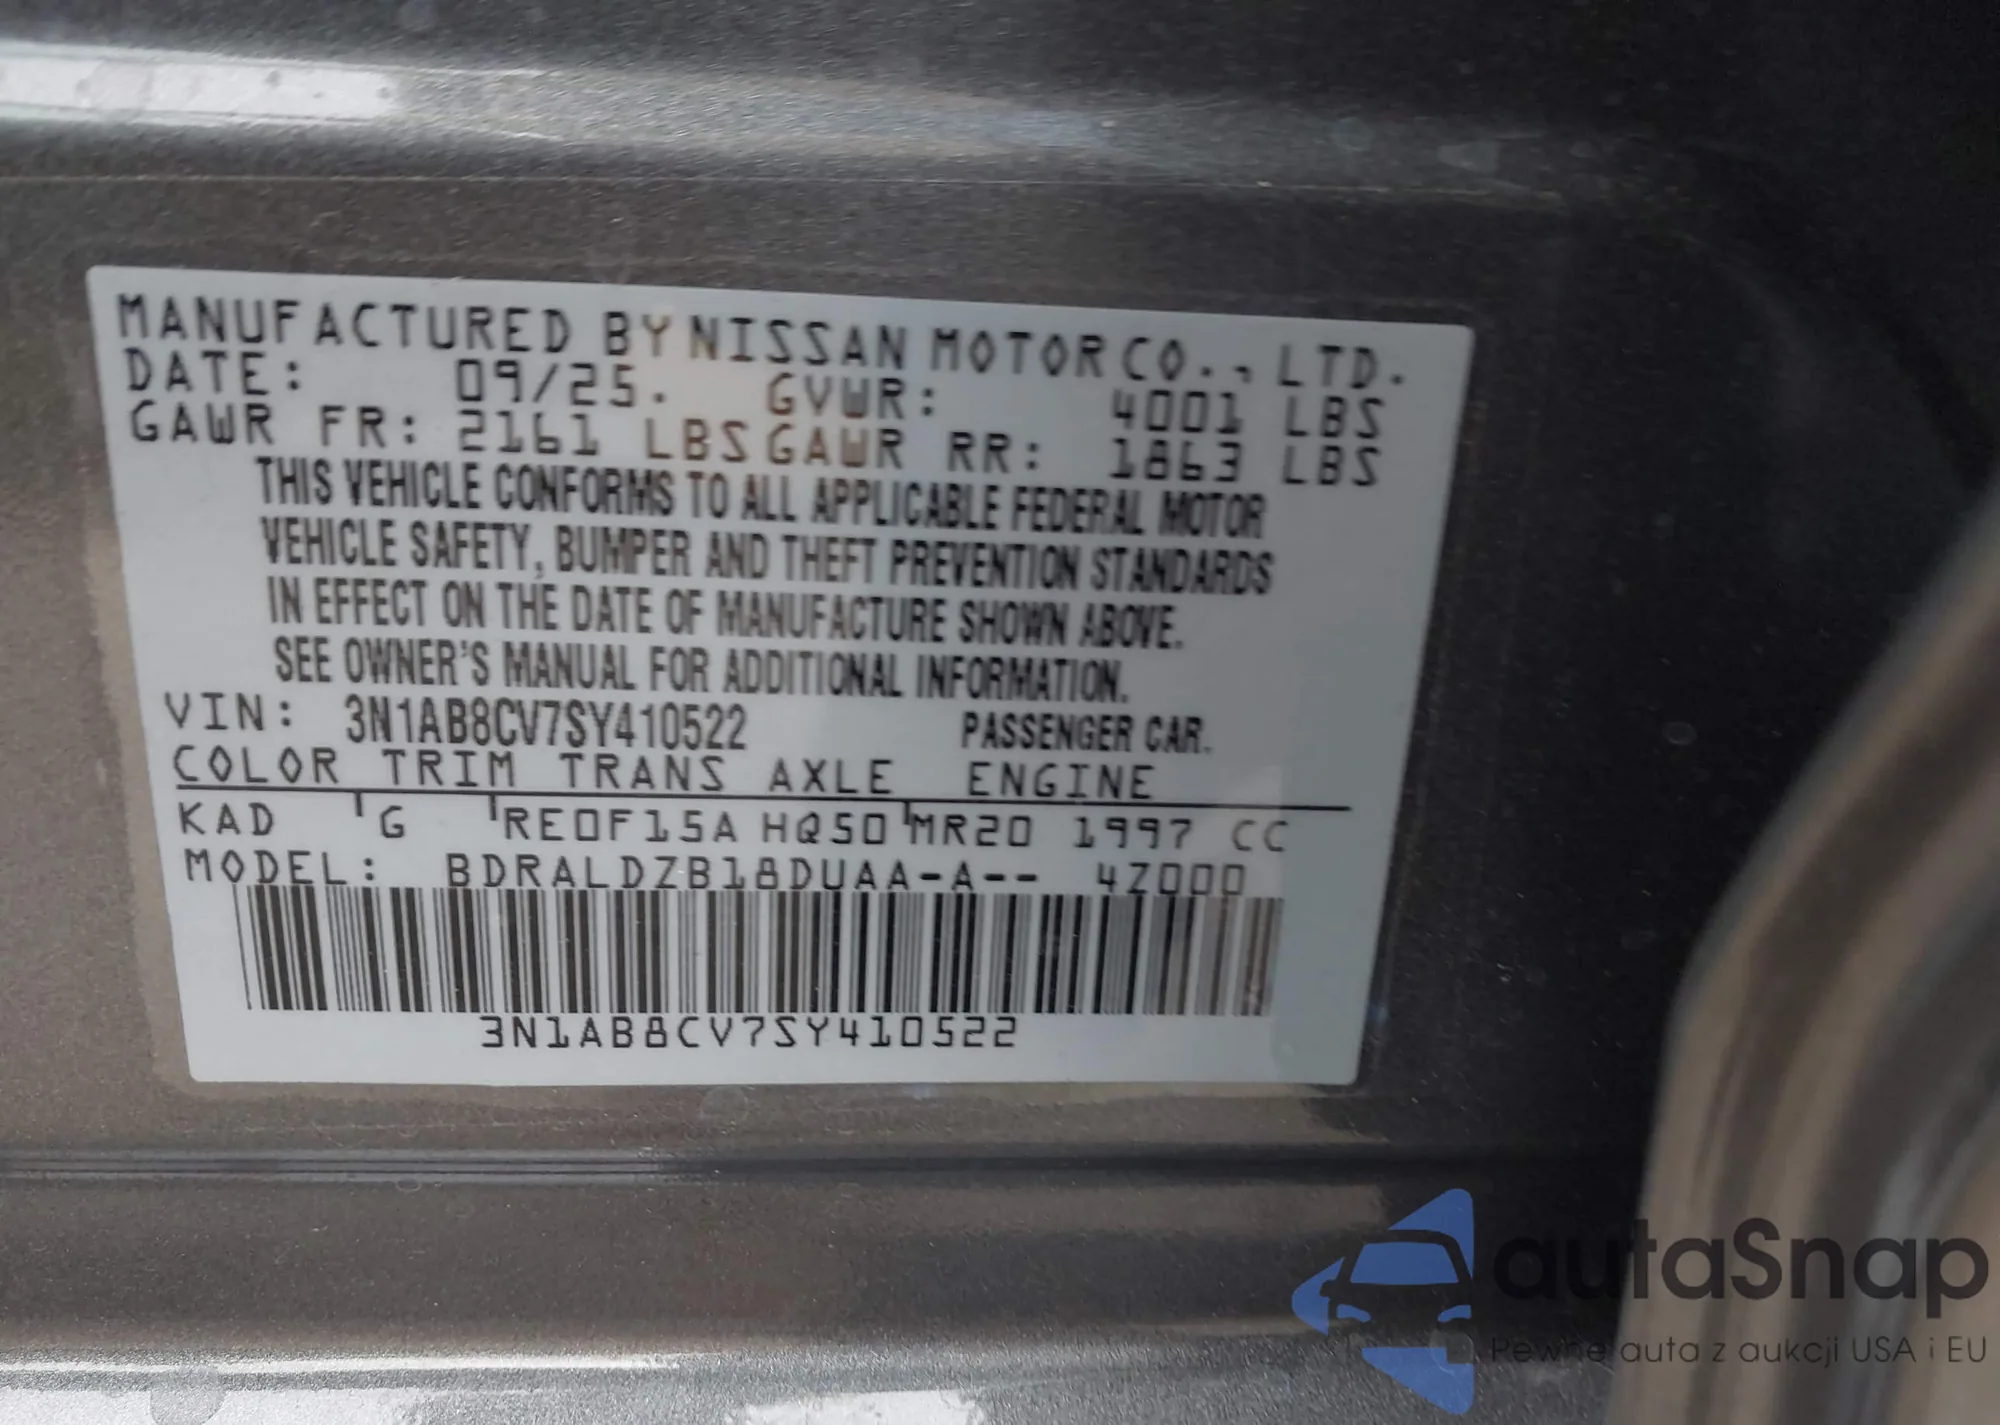 MANUFACTURED BY NISSAN MOTOR CO., LTD.
DATE: 09/25. GVWR: 4001 LBS
GAWR FR: 2161 LBS GAWR RR: 1863 LBS
THIS VEHICLE CONFORMS TO ALL APPLICABLE FEDERAL MOTOR
VEHICLE SAFETY, BUMPER AND THEFT PREVENTION STANDARDS
IN EFFECT ON THE DATE OF MANUFACTURE SHOWN ABOVE.
SEE OWNER'S MANUAL FOR ADDITIONAL INFORMATION.
VIN: 3N1AB8CV7SY410522 PASSENGER CAR.
COLOR TRIM TRANS AXLE ENGINE
KAD G RE0F15A HQ50 MR20 1997 CC
MODEL: BDRALDZB18DUAA-A-- 4Z000
3N1AB8CV7SY410522
autaSnap
Pewne auta z aukcji USA i EU